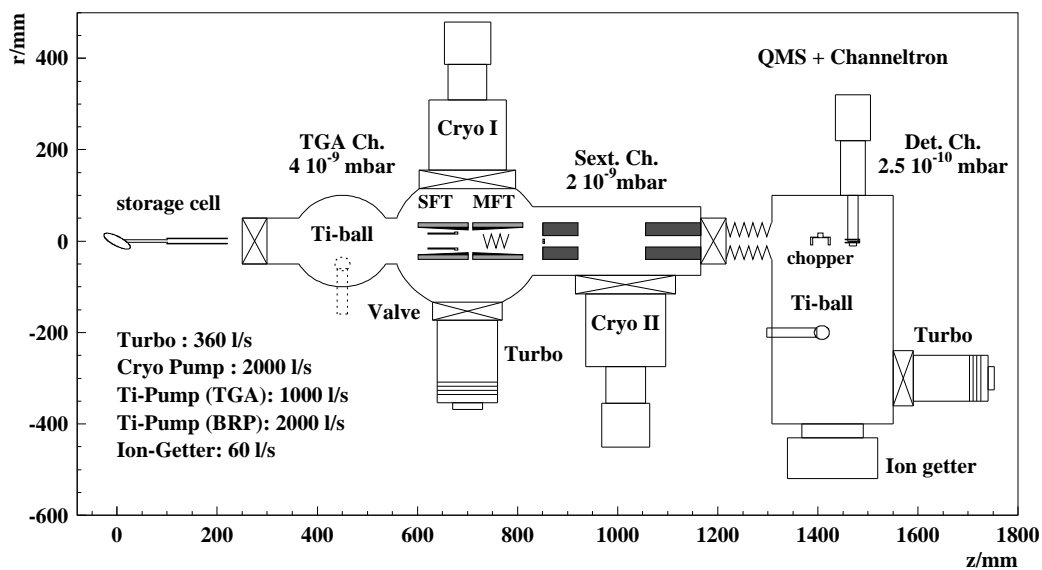 r/mm
400
200
0
-200
-400
-600
QMS + Channeltron
Cryo I
TGA Ch.
4 10⁻⁹ mbar
Det. Ch.
2.5 10⁻¹⁰ mbar
Sext. Ch.
2 10⁻⁹mbar
SFT
MFT
storage cell
Ti-ball
chopper
Ti-ball
Valve
Cryo II
Turbo
Turbo
Turbo : 360 l/s
Cryo Pump : 2000 l/s
Ti-Pump (TGA): 1000 l/s
Ti-Pump (BRP): 2000 l/s
Ion-Getter: 60 l/s
Ion getter
0 200 400 600 800 1000 1200 1400 1600 1800
z/mm